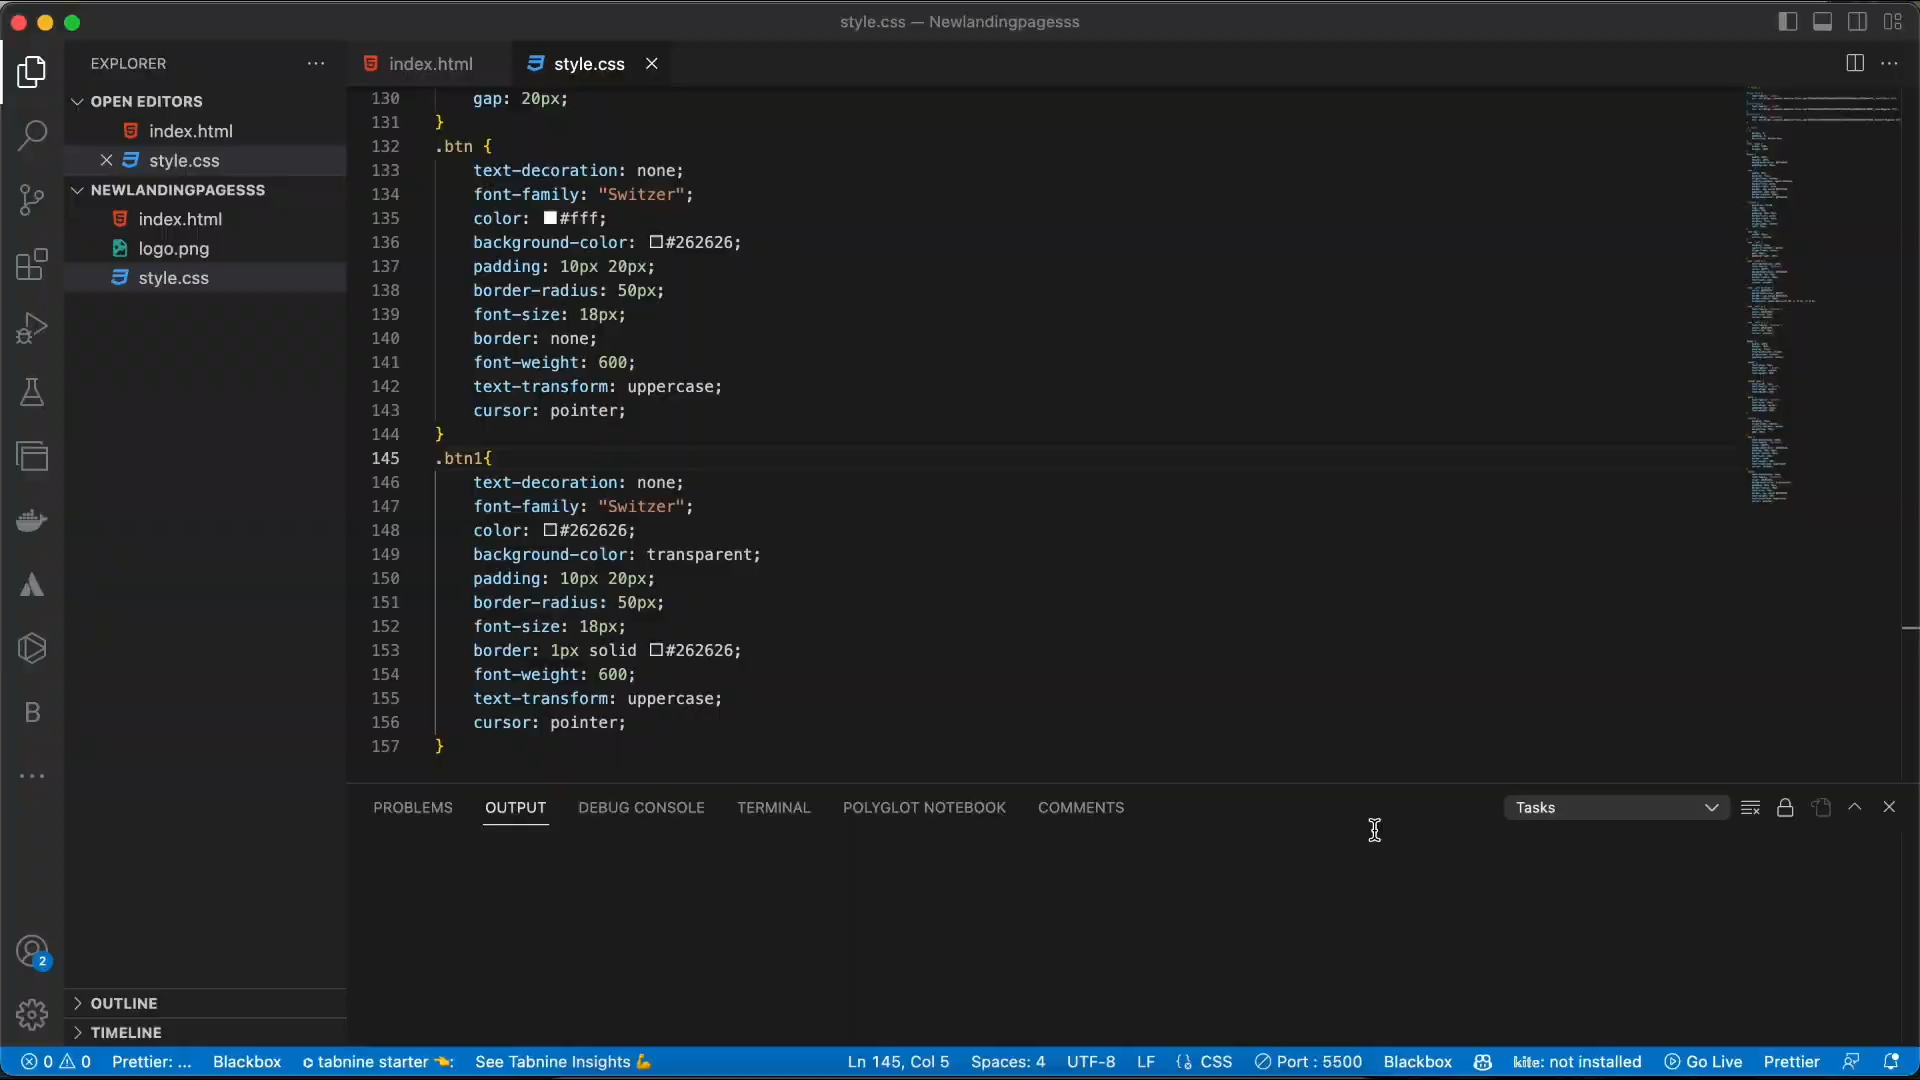 style.css — Newlandingpagesss
EXPLORER
OPEN EDITORS
index.html
style.css
NEWLANDINGPAGESSS
index.html
logo.png
style.css
OUTLINE
TIMELINE
index.html
style.css
130 gap: 20px;
131 }
132 .btn {
133 text-decoration: none;
134 font-family: "Switzer";
135 color: #fff;
136 background-color: #262626;
137 padding: 10px 20px;
138 border-radius: 50px;
139 font-size: 18px;
140 border: none;
141 font-weight: 600;
142 text-transform: uppercase;
143 cursor: pointer;
144 }
145 .btn1{
146 text-decoration: none;
147 font-family: "Switzer";
148 color: #262626;
149 background-color: transparent;
150 padding: 10px 20px;
151 border-radius: 50px;
152 font-size: 18px;
153 border: 1px solid #262626;
154 font-weight: 600;
155 text-transform: uppercase;
156 cursor: pointer;
157 }
PROBLEMS OUTPUT DEBUG CONSOLE TERMINAL POLYGLOT NOTEBOOK COMMENTS Tasks
B
2
0 0 Prettier: ... Blackbox tabnine starter See Tabnine Insights Ln 145, Col 5 Spaces: 4 UTF-8 LF {} CSS Port : 5500 Blackbox kite: not installed Go Live Prettier